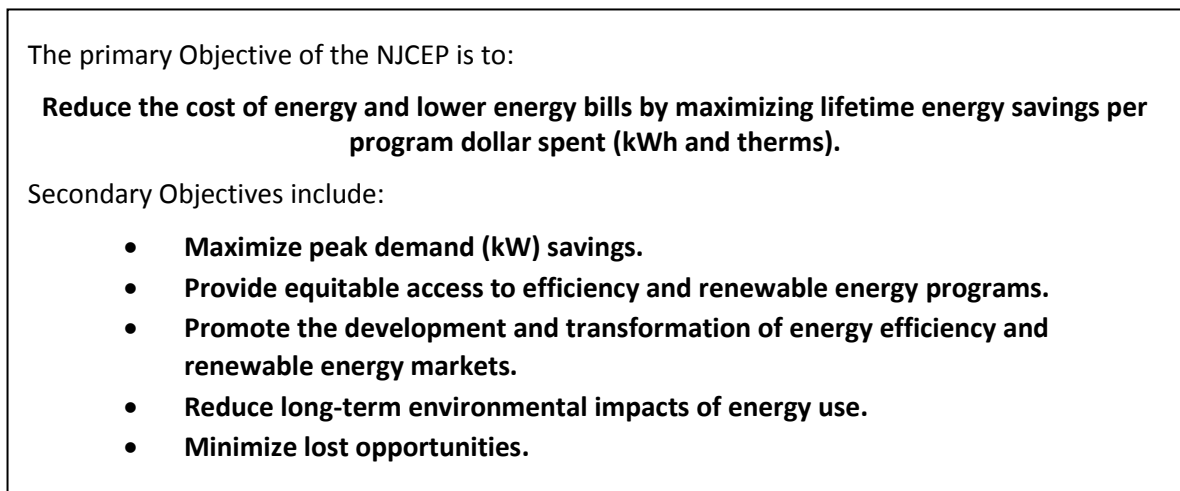 The primary Objective of the NJCEP is to:
Reduce the cost of energy and lower energy bills by maximizing lifetime energy savings per
program dollar spent (kWh and therms).
Secondary Objectives include:
• Maximize peak demand (kW) savings.
• Provide equitable access to efficiency and renewable energy programs.
• Promote the development and transformation of energy efficiency and
renewable energy markets.
• Reduce long-term environmental impacts of energy use.
• Minimize lost opportunities.